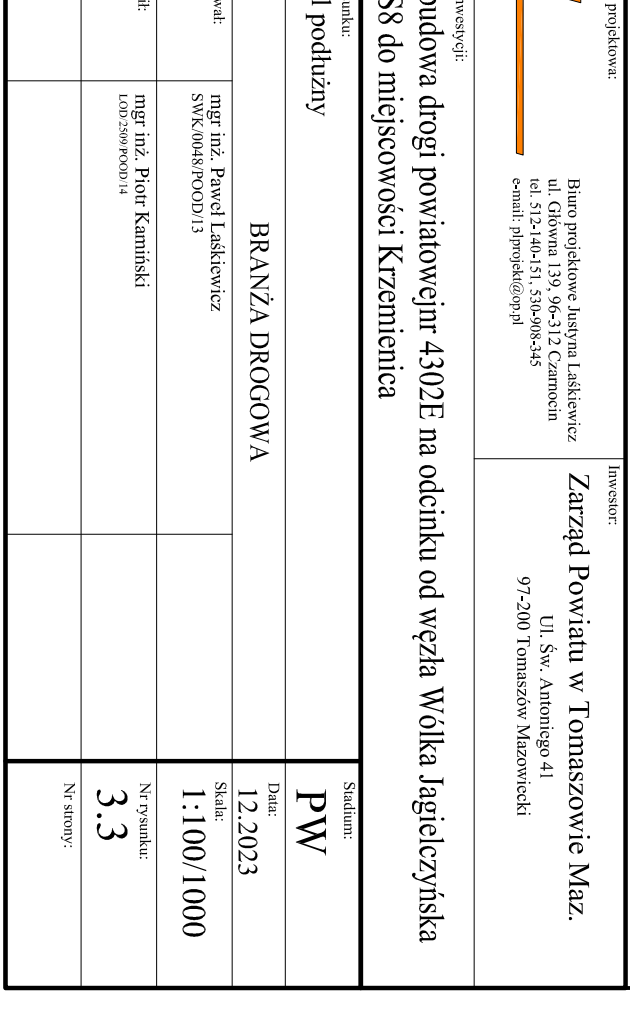 projektowa:
Biuro projektowe Justyna Laśkiewicz
ul. Główna 139, 96-312 Czarnocin
tel. 512-140-151, 530-908-345
e-mail: plprojekt@op.pl
Inwestor:
Zarząd Powiatu w Tomaszowie Maz.
Ul. Św. Antoniego 41
97-200 Tomaszów Mazowiecki
nwestycji:
budowa drogi powiatowejnr 4302E na odcinku od węzła Wólka Jagielczyńska
S8 do miejscowości Krzemienica
unku:
l podłużny
Stadium:
PW
BRANŻA DROGOWA
Data:
12.2023
wał:
mgr inż. Paweł Laśkiewicz
SWK/0048/POOD/13
Skala:
1:100/1000
ił:
mgr inż. Piotr Kamiński
LOD/2509/POOD/14
Nr rysunku:
3.3
Nr strony: